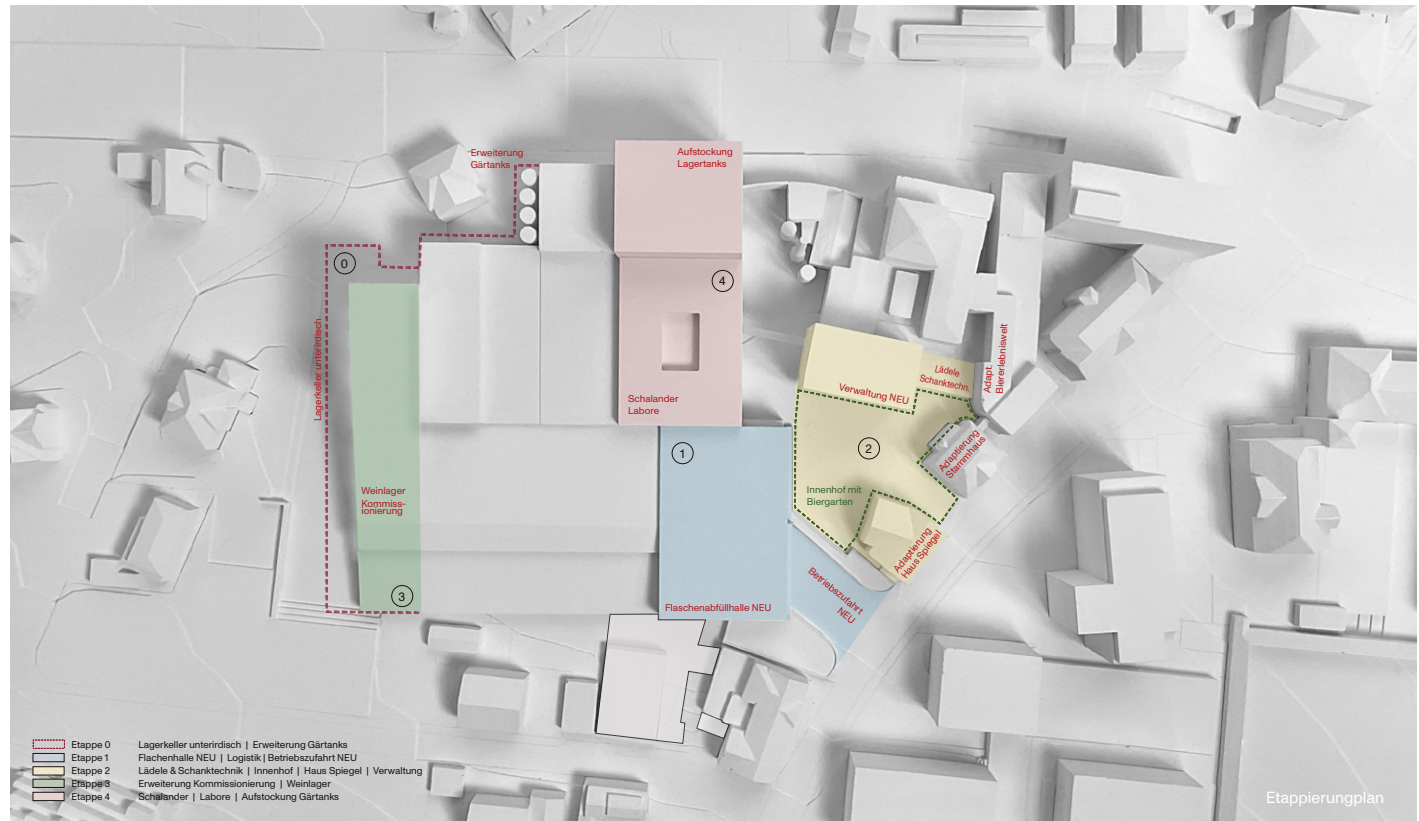 Erweiterung
Gärtanks
Aufstockung
Lagertanks
0
4
Lagerkeller unterirdisch
Schalander
Labore
Verwaltung NEU
Lädele
Schanktechn.
Adapt.
Biererlebniswelt
1
2
Adaptierung
Stammhaus
Weinlager
Kommiss-
ionierung
Innenhof mit
Biergarten
Adaptierung
Haus Spiegel
Betriebszufahrt
NEU
3
Flaschenabfüllhalle NEU
Etappe 0 Lagerkeller unterirdisch | Erweiterung Gärtanks
Etappe 1 Flachenhalle NEU | Logistik | Betriebszufahrt NEU
Etappe 2 Lädele & Schanktechnik | Innenhof | Haus Spiegel | Verwaltung
Etappe 3 Erweiterung Kommissionierung | Weinlager
Etappe 4 Schalander | Labore | Aufstockung Gärtanks
Etappierungplan